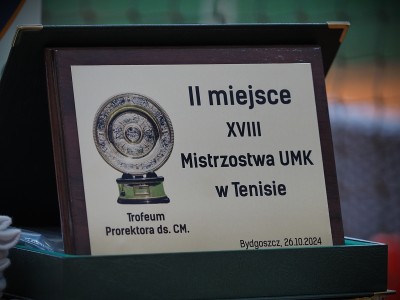 II miejsce
XVIII
Mistrzostwa UMK
w Tenisie
Trofeum
Prorektora ds. CM.
Bydgoszcz, 26.10.2024